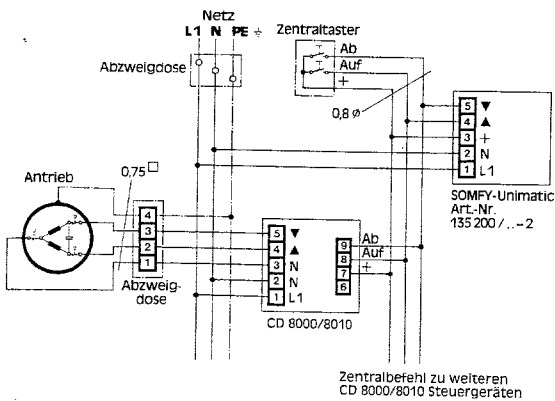 Netz
L1 N PE
Abzweigdose
Zentraltaster
Ab
Auf
+
0,8 ø
5 ▼
4 ▲
3 +
2 N
1 L1
SOMFY-Unimatic
Art.-Nr.
135 200 / .. – 2
Antrieb
0,75 □
4
3
2
1
Abzweig-
dose
5 ▼
4 ▲
3 N
2 N
1 L1
9 Ab
8 Auf
7 +
6
CD 8000/8010
Zentralbefehl zu weiteren
CD 8000/8010 Steuergeräten